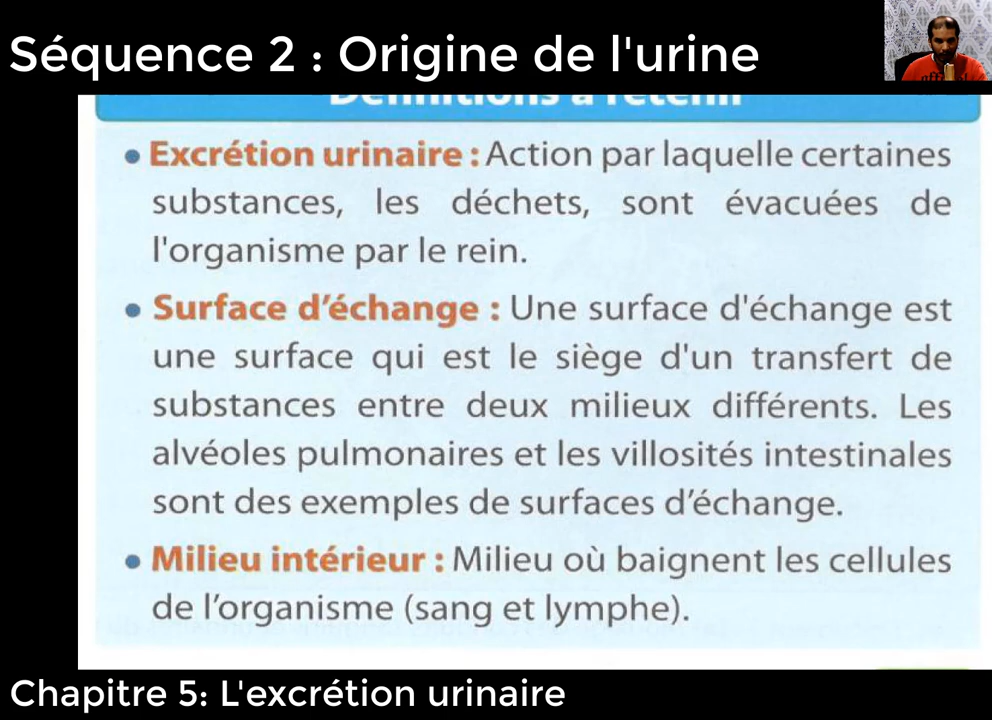 Séquence 2 : Origine de l'urine
Définitions à retenir
• Excrétion urinaire : Action par laquelle certaines
substances, les déchets, sont évacuées de
l'organisme par le rein.
• Surface d’échange : Une surface d'échange est
une surface qui est le siège d'un transfert de
substances entre deux milieux différents. Les
alvéoles pulmonaires et les villosités intestinales
sont des exemples de surfaces d’échange.
• Milieu intérieur : Milieu où baignent les cellules
de l’organisme (sang et lymphe).
Chapitre 5: L'excrétion urinaire